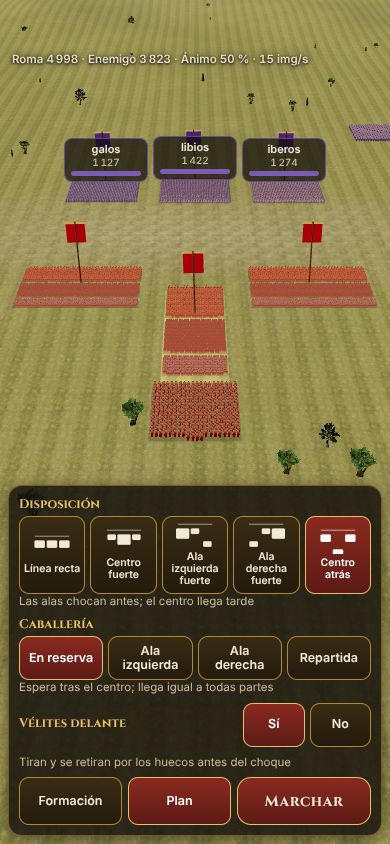 Roma 4 998 · Enemigo 3 823 · Ánimo 50 % · 15 img/s
galos
1 127
libios
1 422
iberos
1 274
Disposición
Línea recta
Centro
fuerte
Ala
izquierda
fuerte
Ala
derecha
fuerte
Centro
atrás
Las alas chocan antes; el centro llega tarde
Caballería
En reserva
Ala
izquierda
Ala
derecha
Repartida
Espera tras el centro; llega igual a todas partes
Vélites delante
Sí
No
Tiran y se retiran por los huecos antes del choque
Formación
Plan
Marchar